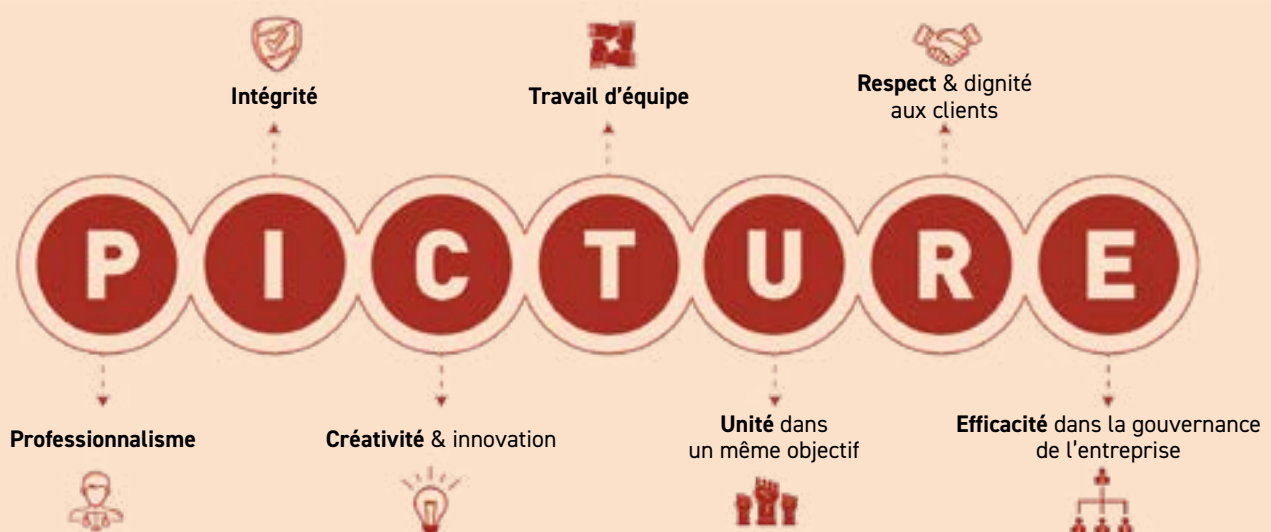 Intégrité
Travail d'équipe
Respect & dignité
aux clients
P I C T U R E
Professionnalisme
Créativité & innovation
Unité dans
un même objectif
Efficacité dans la gouvernance
de l'entreprise